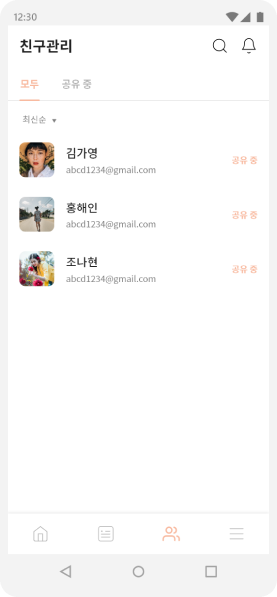 12:30
친구관리
모두 공유 중
최신순
김가영
abcd1234@gmail.com
공유 중
홍해인
abcd1234@gmail.com
공유 중
조나현
abcd1234@gmail.com
공유 중